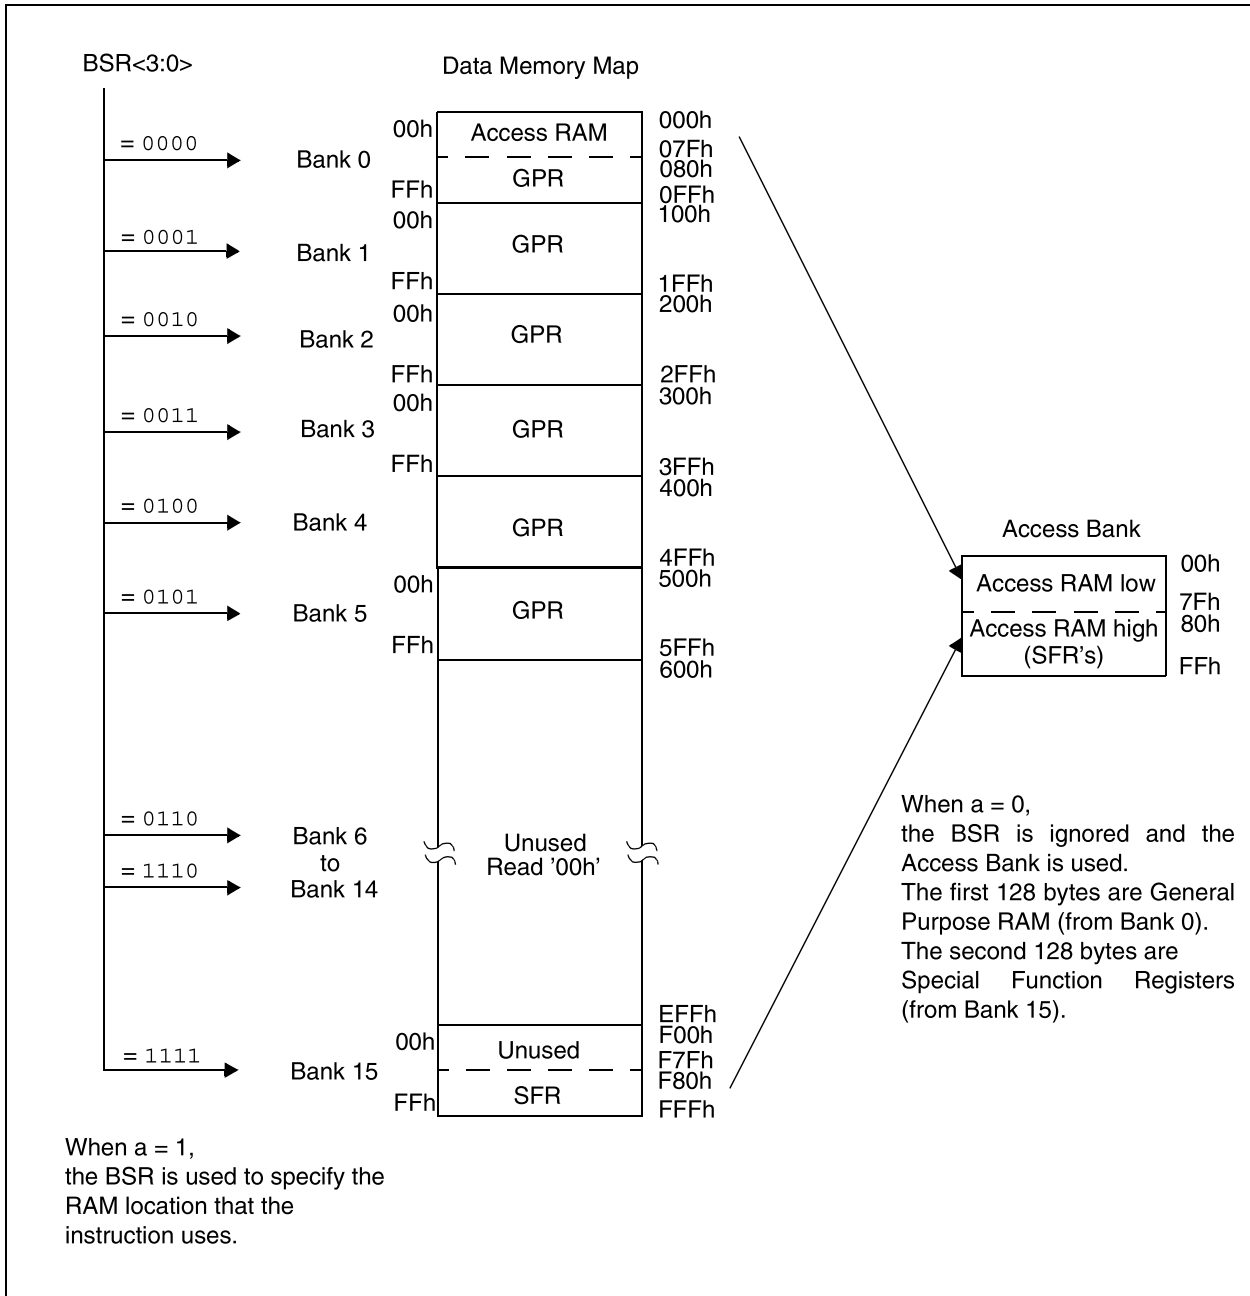 BSR<3:0>
Data Memory Map
= 0000
Bank 0
00h
Access RAM
000h
07Fh
080h
FFh
GPR
0FFh
= 0001
Bank 1
00h
GPR
100h
FFh
1FFh
= 0010
Bank 2
00h
GPR
200h
FFh
2FFh
= 0011
Bank 3
00h
GPR
300h
FFh
3FFh
= 0100
Bank 4
GPR
400h
4FFh
= 0101
Bank 5
00h
GPR
500h
FFh
5FFh
600h
= 0110
Bank 6
to
= 1110
Bank 14
Unused
Read '00h'
EFFh
= 1111
Bank 15
00h
Unused
F00h
F7Fh
F80h
FFh
SFR
FFFh
Access Bank
Access RAM low
00h
7Fh
Access RAM high
(SFR's)
80h
FFh
When a = 0,
the BSR is ignored and the
Access Bank is used.
The first 128 bytes are General
Purpose RAM (from Bank 0).
The second 128 bytes are
Special Function Registers
(from Bank 15).
When a = 1,
the BSR is used to specify the
RAM location that the
instruction uses.